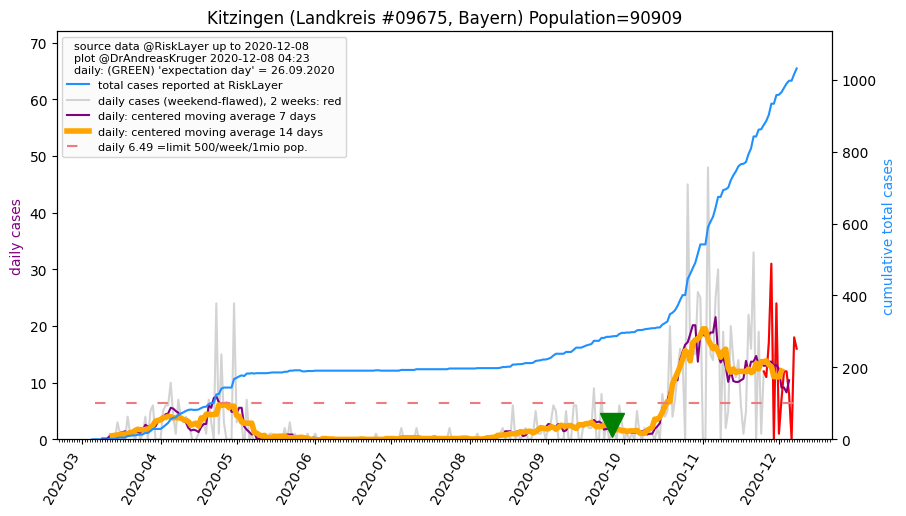 Kitzingen (Landkreis #09675, Bayern) Population=90909
source data @RiskLayer up to 2020-12-08
plot @DrAndreasKruger 2020-12-08 04:23
daily: (GREEN) 'expectation day' = 26.09.2020
total cases reported at RiskLayer
daily cases (weekend-flawed), 2 weeks: red
daily: centered moving average 7 days
daily: centered moving average 14 days
daily 6.49 =limit 500/week/1mio pop.
daily cases
70
60
50
40
30
20
10
0
cumulative total cases
1000
800
600
400
200
0
2020-03
2020-04
2020-05
2020-06
2020-07
2020-08
2020-09
2020-10
2020-11
2020-12